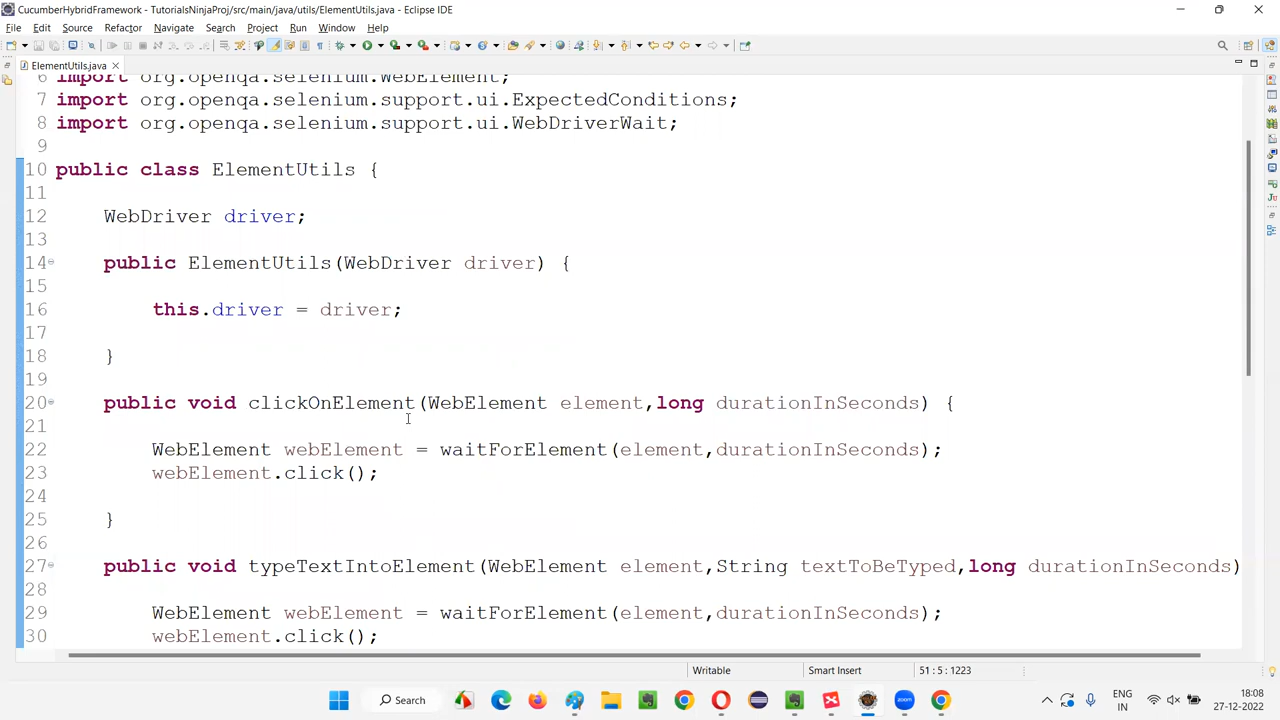 CucumberHybridFramework - TutorialsNinjaProj/src/main/java/utils/ElementUtils.java - Eclipse IDE
File Edit Source Refactor Navigate Search Project Run Window Help
ElementUtils.java
6 import org.openqa.selenium.WebElement;
7 import org.openqa.selenium.support.ui.ExpectedConditions;
8 import org.openqa.selenium.support.ui.WebDriverWait;
9
10 public class ElementUtils {
11
12 WebDriver driver;
13
14 public ElementUtils(WebDriver driver) {
15
16 this.driver = driver;
17
18 }
19
20 public void clickOnElement(WebElement element,long durationInSeconds) {
21
22 WebElement webElement = waitForElement(element,durationInSeconds);
23 webElement.click();
24
25 }
26
27 public void typeTextIntoElement(WebElement element,String textToBeTyped,long durationInSeconds)
28
29 WebElement webElement = waitForElement(element,durationInSeconds);
30 webElement.click();
Writable Smart Insert 51 : 5 : 1223
Search
zoom
ENG
IN
18:08
27-12-2022